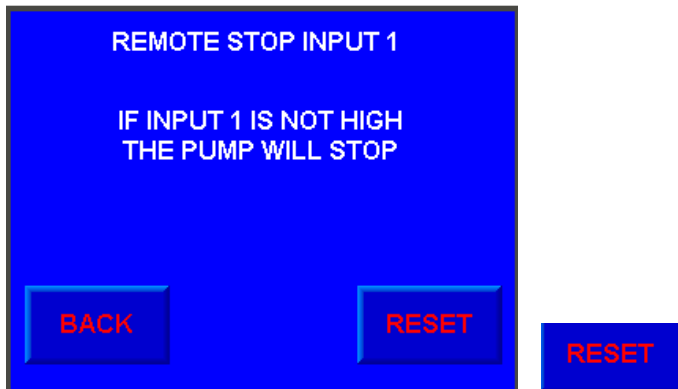 REMOTE STOP INPUT 1
IF INPUT 1 IS NOT HIGH
THE PUMP WILL STOP
BACK
RESET
RESET